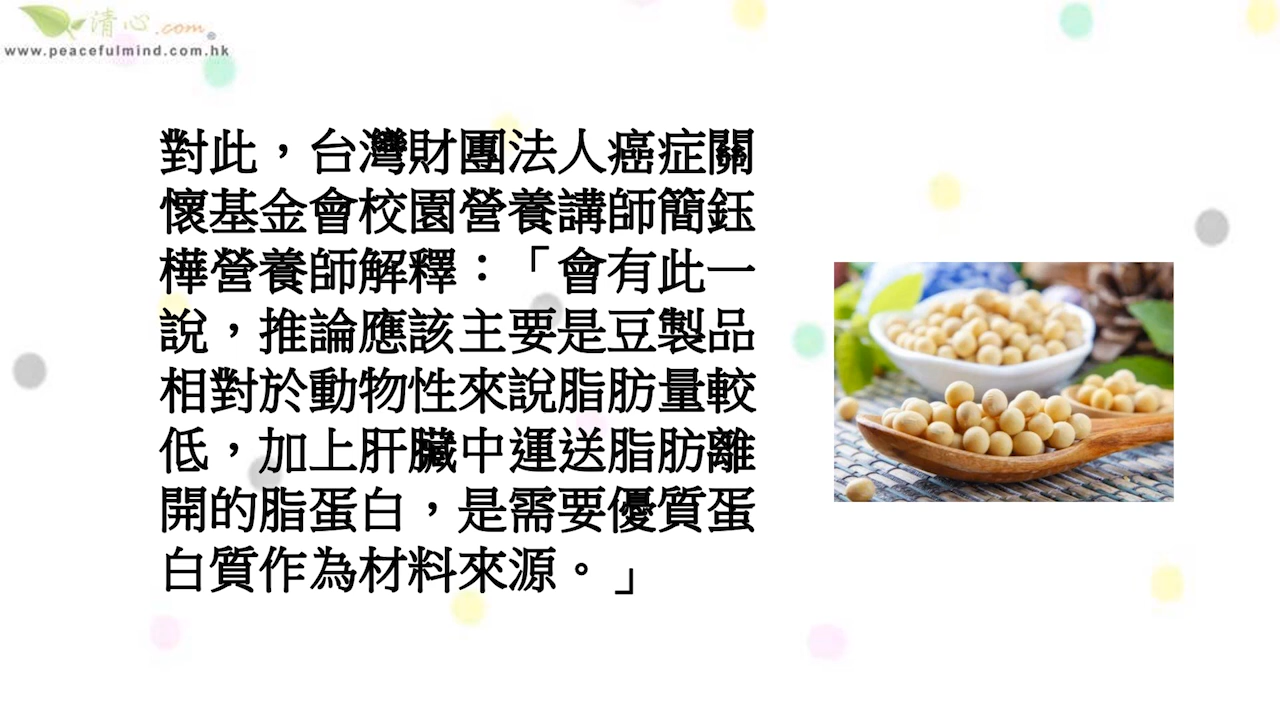 清心.com
www.peacefulmind.com.hk
對此，台灣財團法人癌症關
懷基金會校園營養講師簡鈺
樺營養師解釋：「會有此一
說，推論應該主要是豆製品
相對於動物性來說脂肪量較
低，加上肝臟中運送脂肪離
開的脂蛋白，是需要優質蛋
白質作為材料來源。」